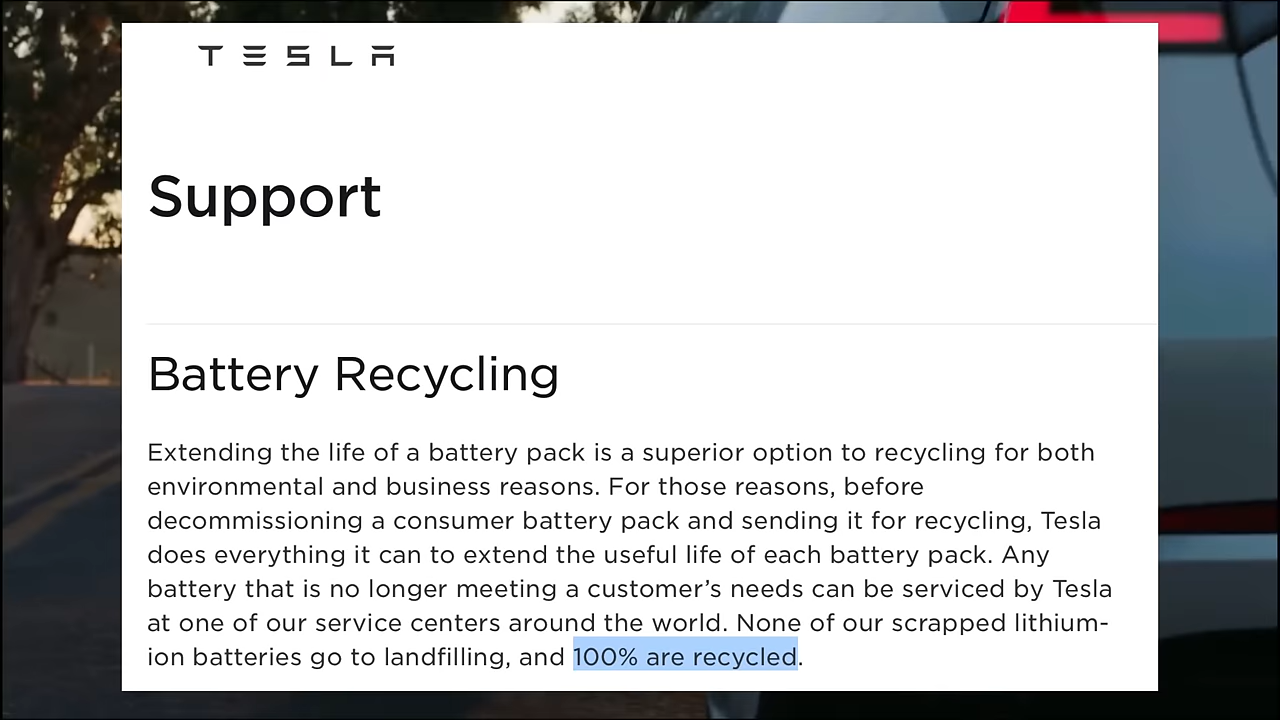 TESLA
Support
Battery Recycling
Extending the life of a battery pack is a superior option to recycling for both
environmental and business reasons. For those reasons, before
decommissioning a consumer battery pack and sending it for recycling, Tesla
does everything it can to extend the useful life of each battery pack. Any
battery that is no longer meeting a customer’s needs can be serviced by Tesla
at one of our service centers around the world. None of our scrapped lithium-
ion batteries go to landfilling, and 100% are recycled.